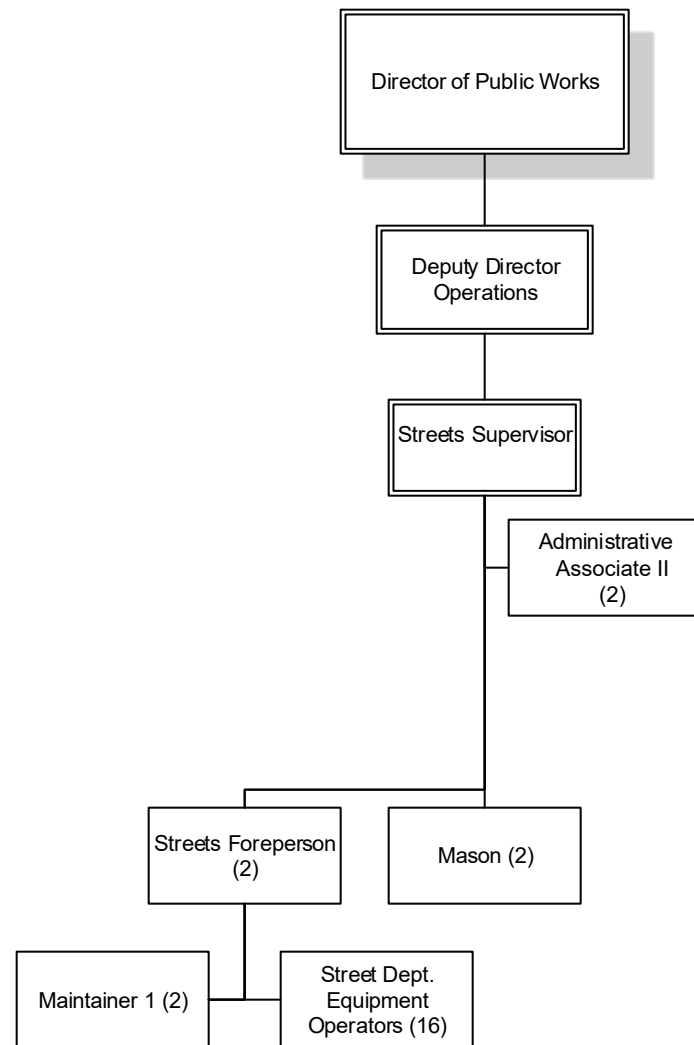 Director of Public Works
Deputy Director
Operations
Streets Supervisor
Administrative
Associate II
(2)
Streets Foreperson
(2)
Mason (2)
Maintainer 1 (2)
Street Dept.
Equipment
Operators (16)